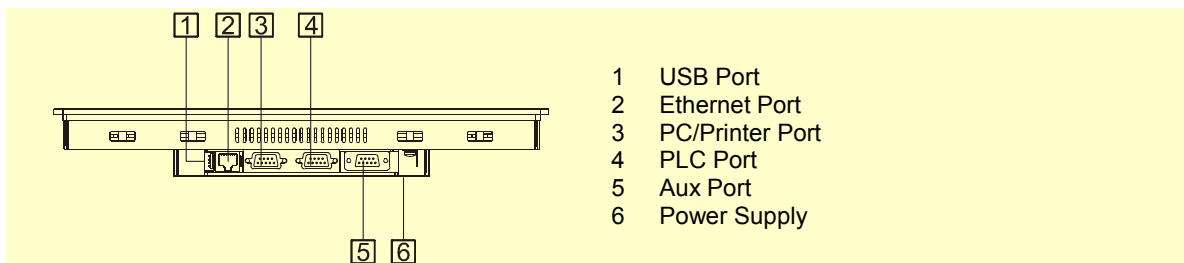 1 2 3 4
1 USB Port
2 Ethernet Port
3 PC/Printer Port
4 PLC Port
5 Aux Port
6 Power Supply
5 6